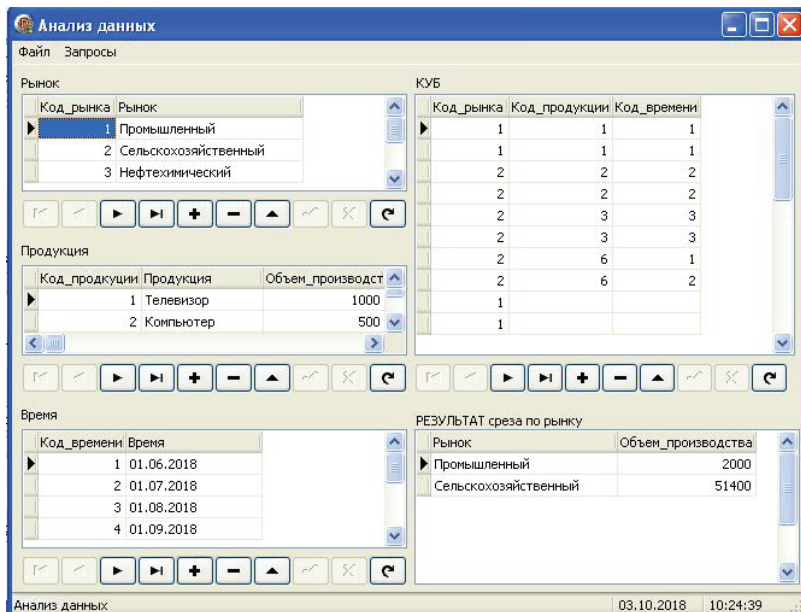 Анализ данных
Файл Запросы
Рынок
Код_рынка Рынок
1 Промышленный
2 Сельскохозяйственный
3 Нефтехимический
Продукция
Код_продкуции Продукция Объем_производст
1 Телевизор 1000
2 Компьютер 500
Время
Код_времени Время
1 01.06.2018
2 01.07.2018
3 01.08.2018
4 01.09.2018
КУБ
Код_рынка Код_продукции Код_времени
1 1 1
1 1 1
2 2 2
2 2 2
2 3 3
2 3 3
2 6 1
2 6 2
1
1
РЕЗУЛЬТАТ среза по рынку
Рынок Объем_производства
Промышленный 2000
Сельскохозяйственный 51400
Анализ данных 03.10.2018 10:24:39